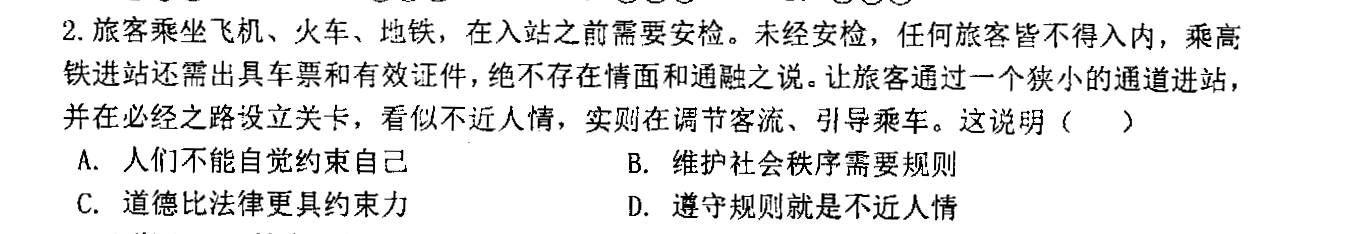 2. 旅客乘坐飞机、火车、地铁，在入站之前需要安检。未经安检，任何旅客皆不得入内，乘高
铁进站还需出具车票和有效证件，绝不存在情面和通融之说。让旅客通过一个狭小的通道进站，
并在必经之路设立关卡，看似不近人情，实则在调节客流、引导乘车。这说明（　　）
A. 人们不能自觉约束自己　　B. 维护社会秩序需要规则
C. 道德比法律更具约束力　　D. 遵守规则就是不近人情